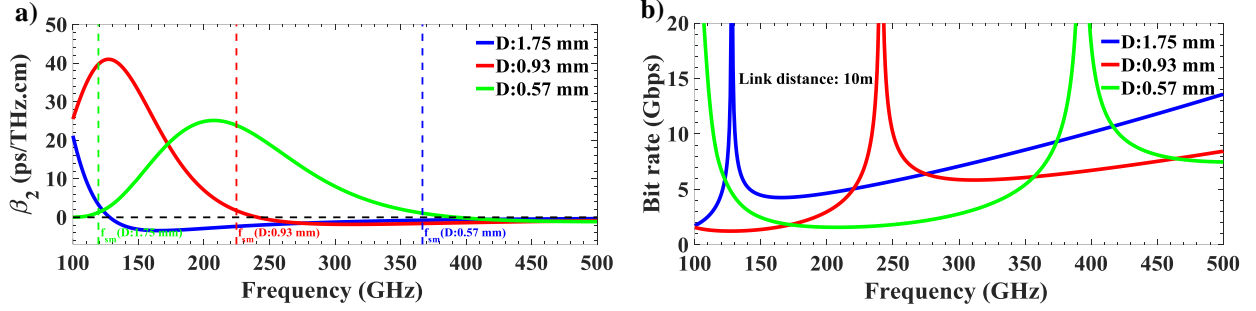 a)
50
40
30
20
10
0
β₂ (ps/THz.cm)
D:1.75 mm
D:0.93 mm
D:0.57 mm
f_sm(D:1.75 mm)
f_sm(D:0.93 mm)
f_sm(D:0.57 mm)
100 150 200 250 300 350 400 450 500
Frequency (GHz)
b)
20
15
10
5
0
Bit rate (Gbps)
Link distance: 10m
D:1.75 mm
D:0.93 mm
D:0.57 mm
100 150 200 250 300 350 400 450 500
Frequency (GHz)